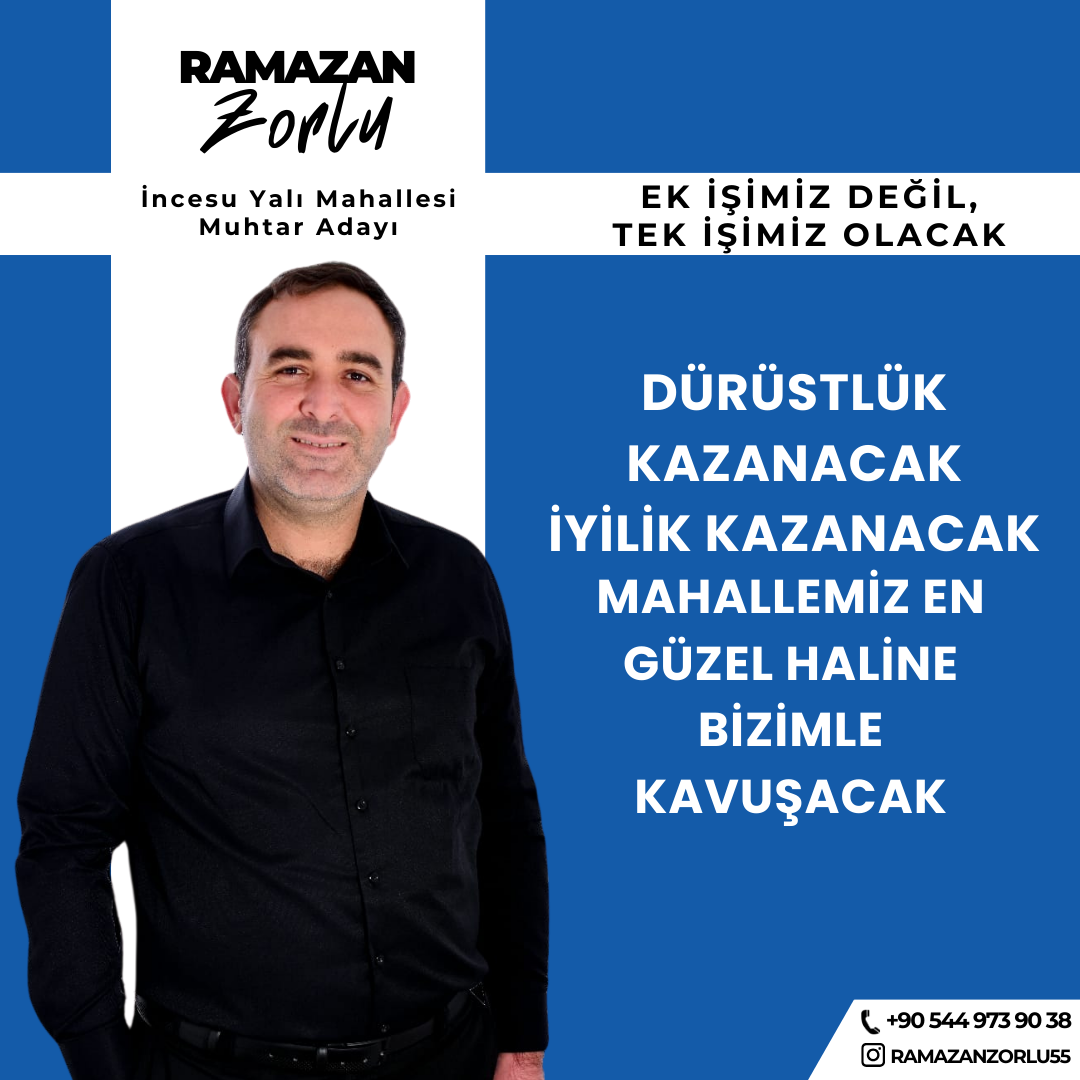 RAMAZAN
Zorlu
İncesu Yalı Mahallesi
Muhtar Adayı
EK İŞİMİZ DEĞİL,
TEK İŞİMİZ OLACAK
DÜRÜSTLÜK
KAZANACAK
İYİLİK KAZANACAK
MAHALLEMİZ EN
GÜZEL HALİNE
BİZİMLE
KAVUŞACAK
+90 544 973 90 38
RAMAZANZORLU55